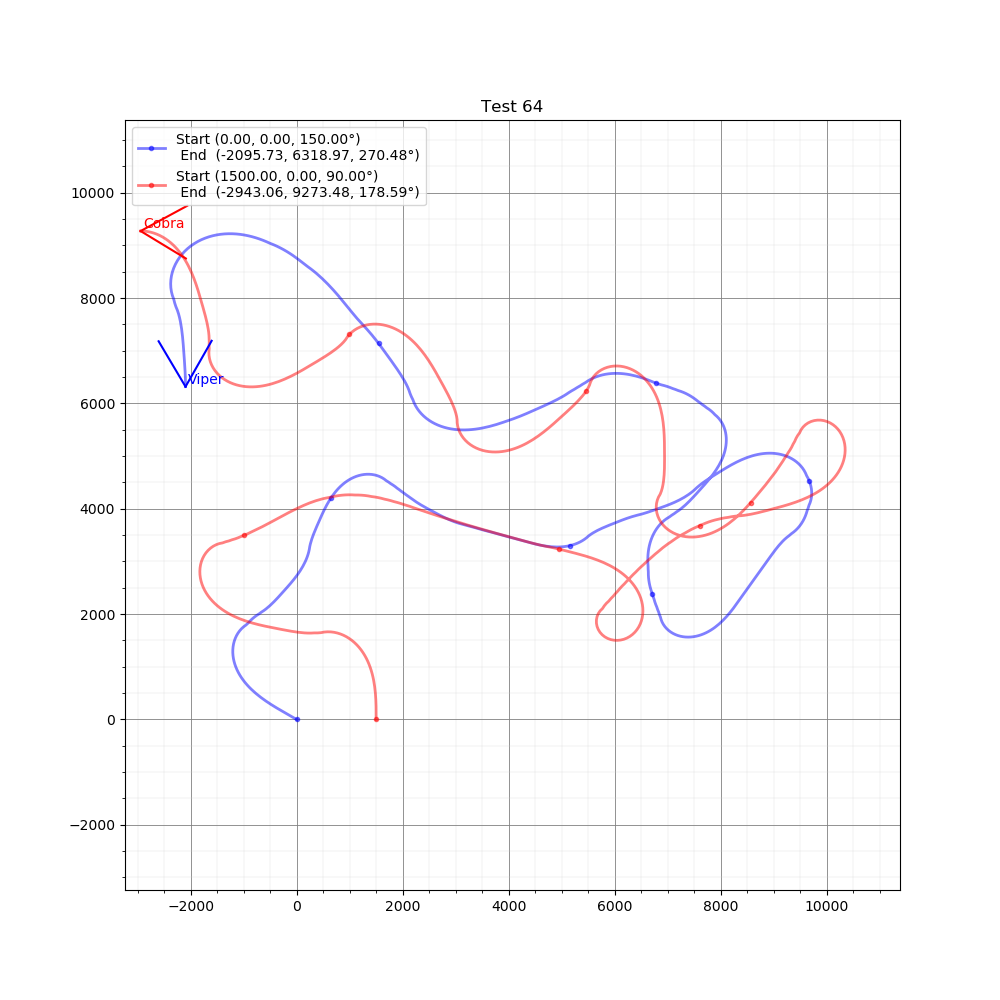 Test 64
Start (0.00, 0.00, 150.00°)
End (-2095.73, 6318.97, 270.48°)
Start (1500.00, 0.00, 90.00°)
End (-2943.06, 9273.48, 178.59°)
Cobra
Viper
10000
8000
6000
4000
2000
0
−2000
−2000
0
2000
4000
6000
8000
10000